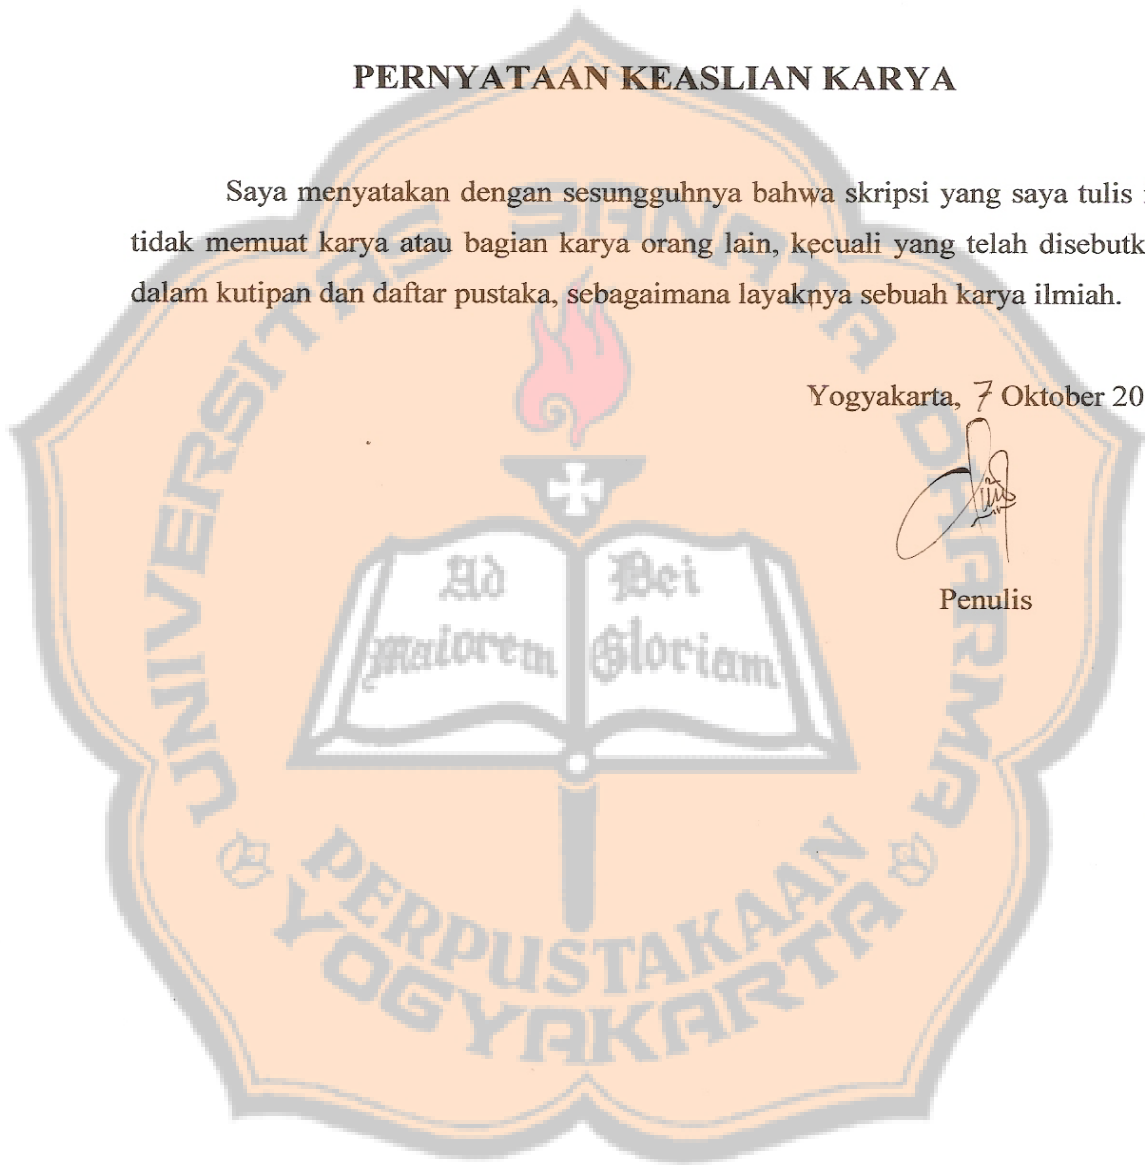 PERNYATAAN KEASLIAN KARYA
Saya menyatakan dengan sesungguhnya bahwa skripsi yang saya tulis
tidak memuat karya atau bagian karya orang lain, kecuali yang telah disebutk
dalam kutipan dan daftar pustaka, sebagaimana layaknya sebuah karya ilmiah.
Yogyakarta, 7 Oktober 20
Penulis
UNIVERSITAS SANATA DHARMA
Ad Dei
Maiorem Gloriam
PERPUSTAKAAN
YOGYAKARTA